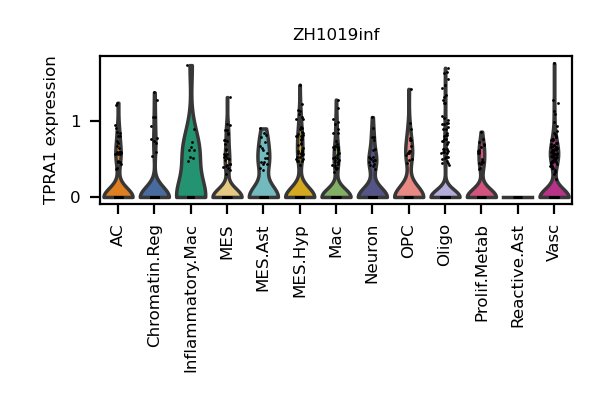 ZH1019inf
TPRA1 expression
1
0
AC
Chromatin.Reg
Inflammatory.Mac
MES
MES.Ast
MES.Hyp
Mac
Neuron
OPC
Oligo
Prolif.Metab
Reactive.Ast
Vasc